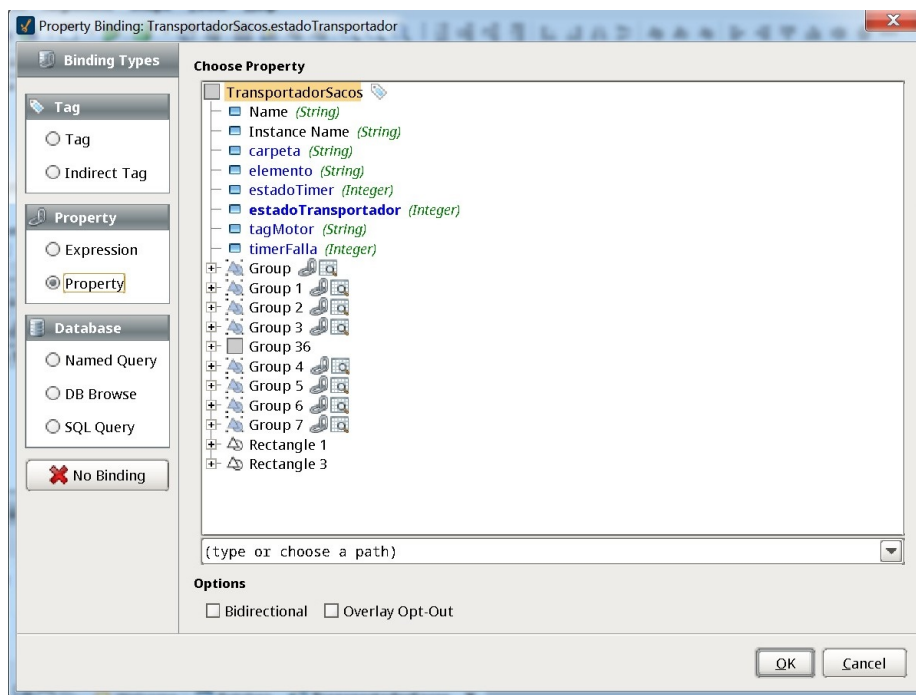 Property Binding: TransportadorSacos.estadoTransportador
Binding Types
Tag
Tag
Indirect Tag
Property
Expression
Property
Database
Named Query
DB Browse
SQL Query
No Binding
Choose Property
TransportadorSacos
Name (String)
Instance Name (String)
carpeta (String)
elemento (String)
estadoTimer (Integer)
estadoTransportador (Integer)
tagMotor (String)
timerFalla (Integer)
Group
Group 1
Group 2
Group 3
Group 36
Group 4
Group 5
Group 6
Group 7
Rectangle 1
Rectangle 3
(type or choose a path)
Options
Bidirectional Overlay Opt-Out
OK Cancel